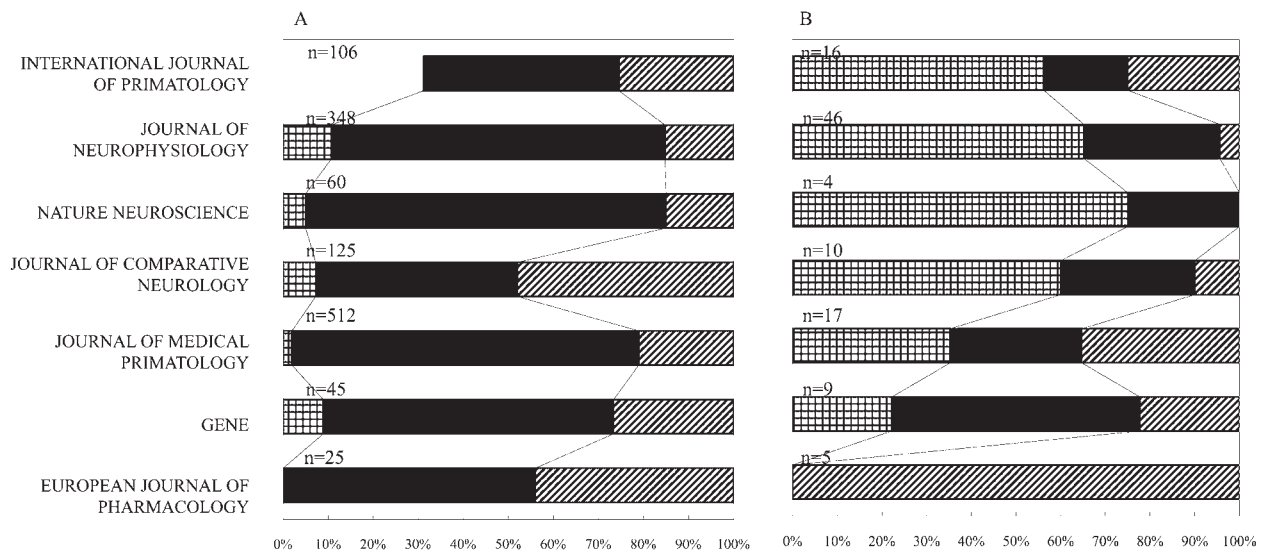 A
B
INTERNATIONAL JOURNAL
OF PRIMATOLOGY
n=106
n=16
JOURNAL OF
NEUROPHYSIOLOGY
n=348
n=46
NATURE NEUROSCIENCE
n=60
n=4
JOURNAL OF COMPARATIVE
NEUROLOGY
n=125
n=10
JOURNAL OF MEDICAL
PRIMATOLOGY
n=512
n=17
GENE
n=45
n=9
EUROPEAN JOURNAL OF
PHARMACOLOGY
n=25
n=5
0% 10% 20% 30% 40% 50% 60% 70% 80% 90% 100%
0% 10% 20% 30% 40% 50% 60% 70% 80% 90% 100%